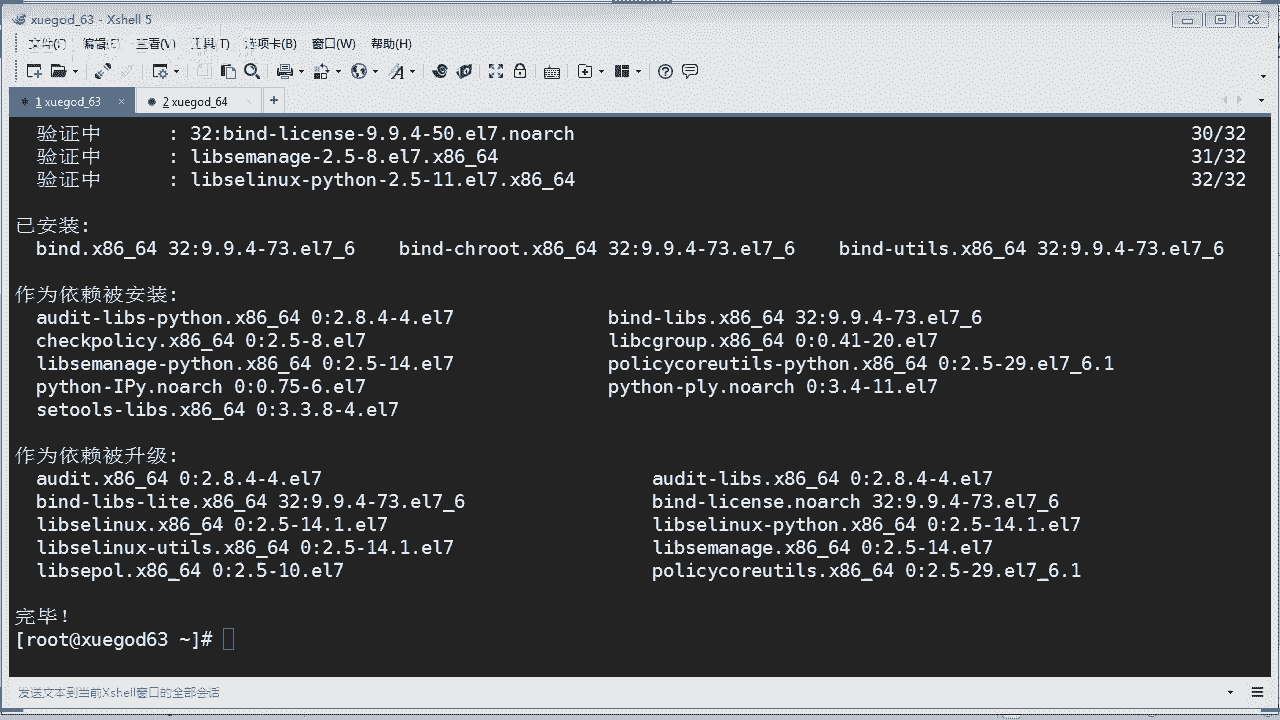 xuegod_63 - Xshell 5
文件(F) 编辑(E) 查看(V) 工具(T) 选项卡(B) 窗口(W) 帮助(H)
1 xuegod_63 × 2 xuegod_64 +
验证中 : 32:bind-license-9.9.4-50.el7.noarch 30/32
验证中 : libsemanage-2.5-8.el7.x86_64 31/32
验证中 : libselinux-python-2.5-11.el7.x86_64 32/32
已安装:
bind.x86_64 32:9.9.4-73.el7_6 bind-chroot.x86_64 32:9.9.4-73.el7_6 bind-utils.x86_64 32:9.9.4-73.el7_6
作为依赖被安装:
audit-libs-python.x86_64 0:2.8.4-4.el7 bind-libs.x86_64 32:9.9.4-73.el7_6
checkpolicy.x86_64 0:2.5-8.el7 libcgroup.x86_64 0:0.41-20.el7
libsemanage-python.x86_64 0:2.5-14.el7 policycoreutils-python.x86_64 0:2.5-29.el7_6.1
python-IPy.noarch 0:0.75-6.el7 python-ply.noarch 0:3.4-11.el7
setools-libs.x86_64 0:3.3.8-4.el7
作为依赖被升级:
audit.x86_64 0:2.8.4-4.el7 audit-libs.x86_64 0:2.8.4-4.el7
bind-libs-lite.x86_64 32:9.9.4-73.el7_6 bind-license.noarch 32:9.9.4-73.el7_6
libselinux.x86_64 0:2.5-14.1.el7 libselinux-python.x86_64 0:2.5-14.1.el7
libselinux-utils.x86_64 0:2.5-14.1.el7 libsemanage.x86_64 0:2.5-14.el7
libsepol.x86_64 0:2.5-10.el7 policycoreutils.x86_64 0:2.5-29.el7_6.1
完毕！
[root@xuegod63 ~]#
发送文本到当前Xshell窗口的全部会话